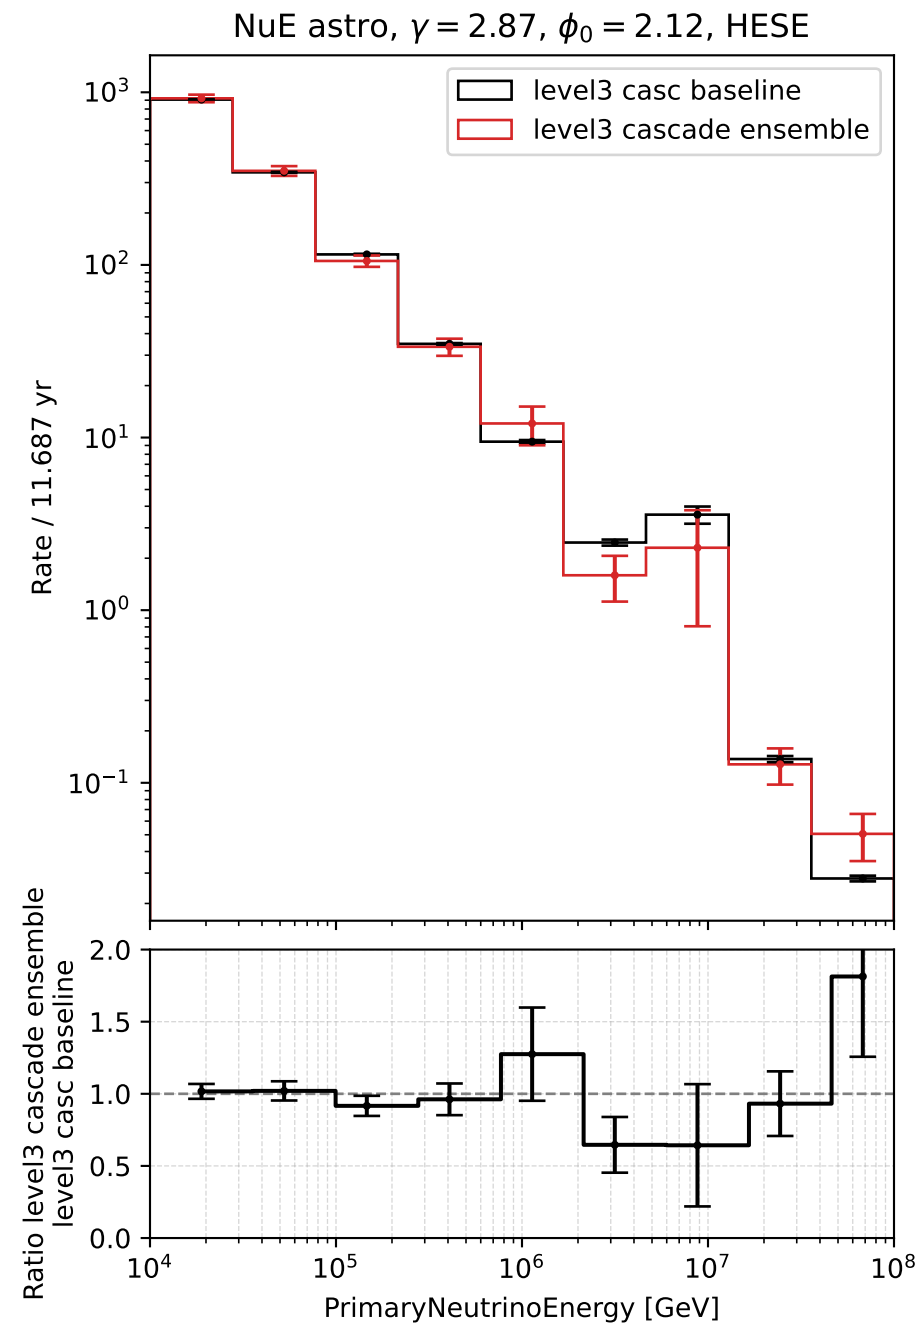 NuE astro, γ = 2.87, ϕ₀ = 2.12, HESE
level3 casc baseline
level3 cascade ensemble
10³
10²
10¹
10⁰
10⁻¹
Rate / 11.687 yr
2.0
1.5
1.0
0.5
0.0
Ratio level3 cascade ensemble
level3 casc baseline
10⁴ 10⁵ 10⁶ 10⁷ 10⁸
PrimaryNeutrinoEnergy [GeV]